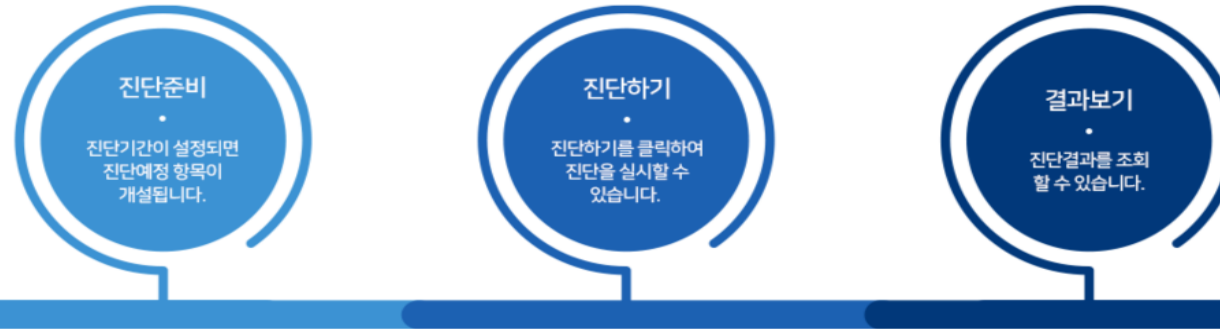 진단준비
진단기간이 설정되면
진단예정 항목이
개설됩니다.
진단하기
진단하기를 클릭하여
진단을 실시할 수
있습니다.
결과보기
진단결과를 조회
할 수 있습니다.